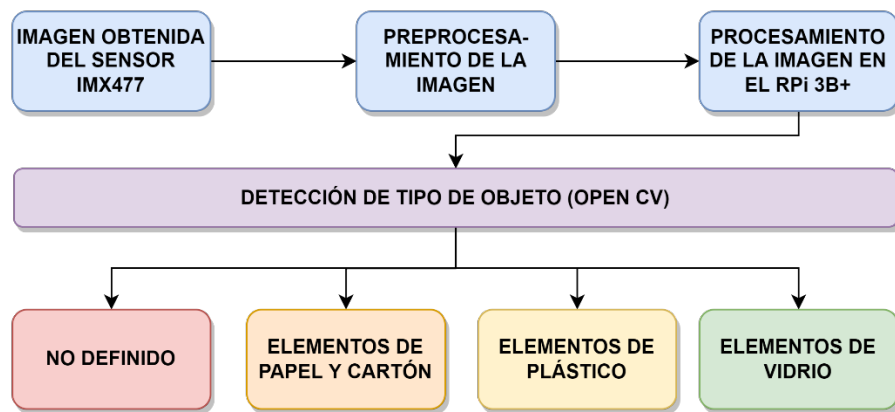 IMAGEN OBTENIDA
DEL SENSOR
IMX477
PREPROCESA-
MIENTO DE LA
IMAGEN
PROCESAMIENTO
DE LA IMAGEN EN
EL RPi 3B+
DETECCIÓN DE TIPO DE OBJETO (OPEN CV)
NO DEFINIDO
ELEMENTOS DE
PAPEL Y CARTÓN
ELEMENTOS DE
PLÁSTICO
ELEMENTOS DE
VIDRIO